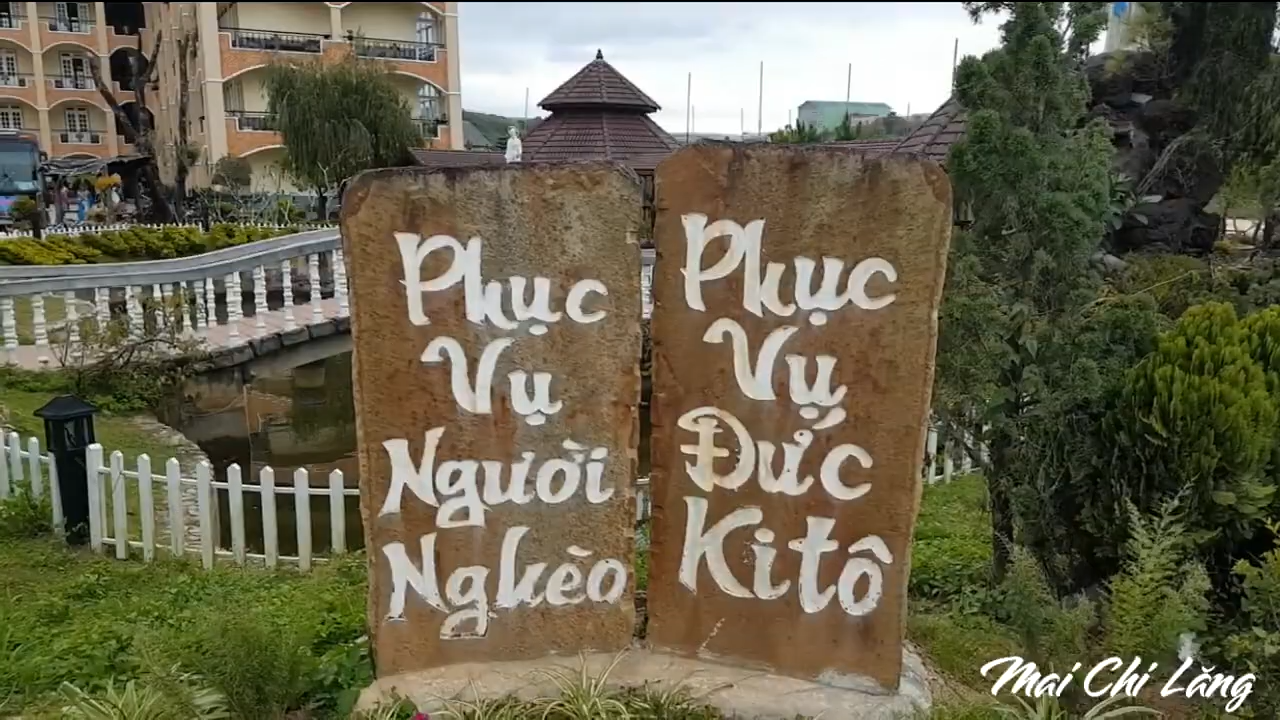 Phục
Vụ
Người
Nghèo
Phục
Vụ
Đức
Kitô
Mai Chi Lăng